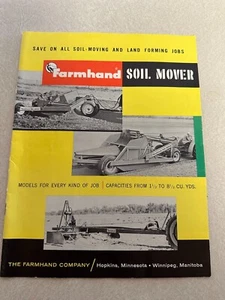 SAVE ON ALL SOIL-MOVING AND LAND FORMING JOBS
Farmhand SOIL MOVER
MODELS FOR EVERY KIND OF JOB | CAPACITIES FROM 1½ TO 8½ CU. YDS.
THE FARMHAND COMPANY / Hopkins, Minnesota • Winnipeg, Manitoba